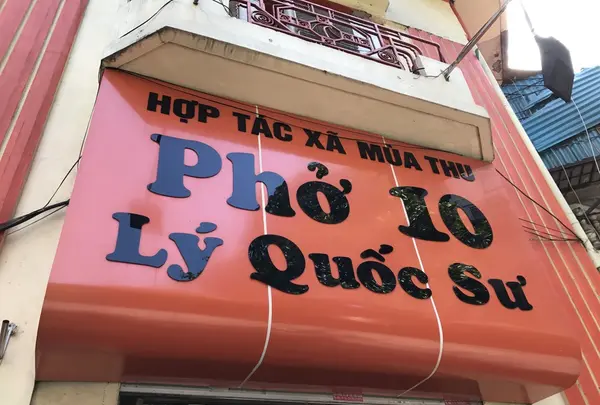 HỢP TÁC XÃ MÙA THU
Phở 10
Lý Quốc Sư